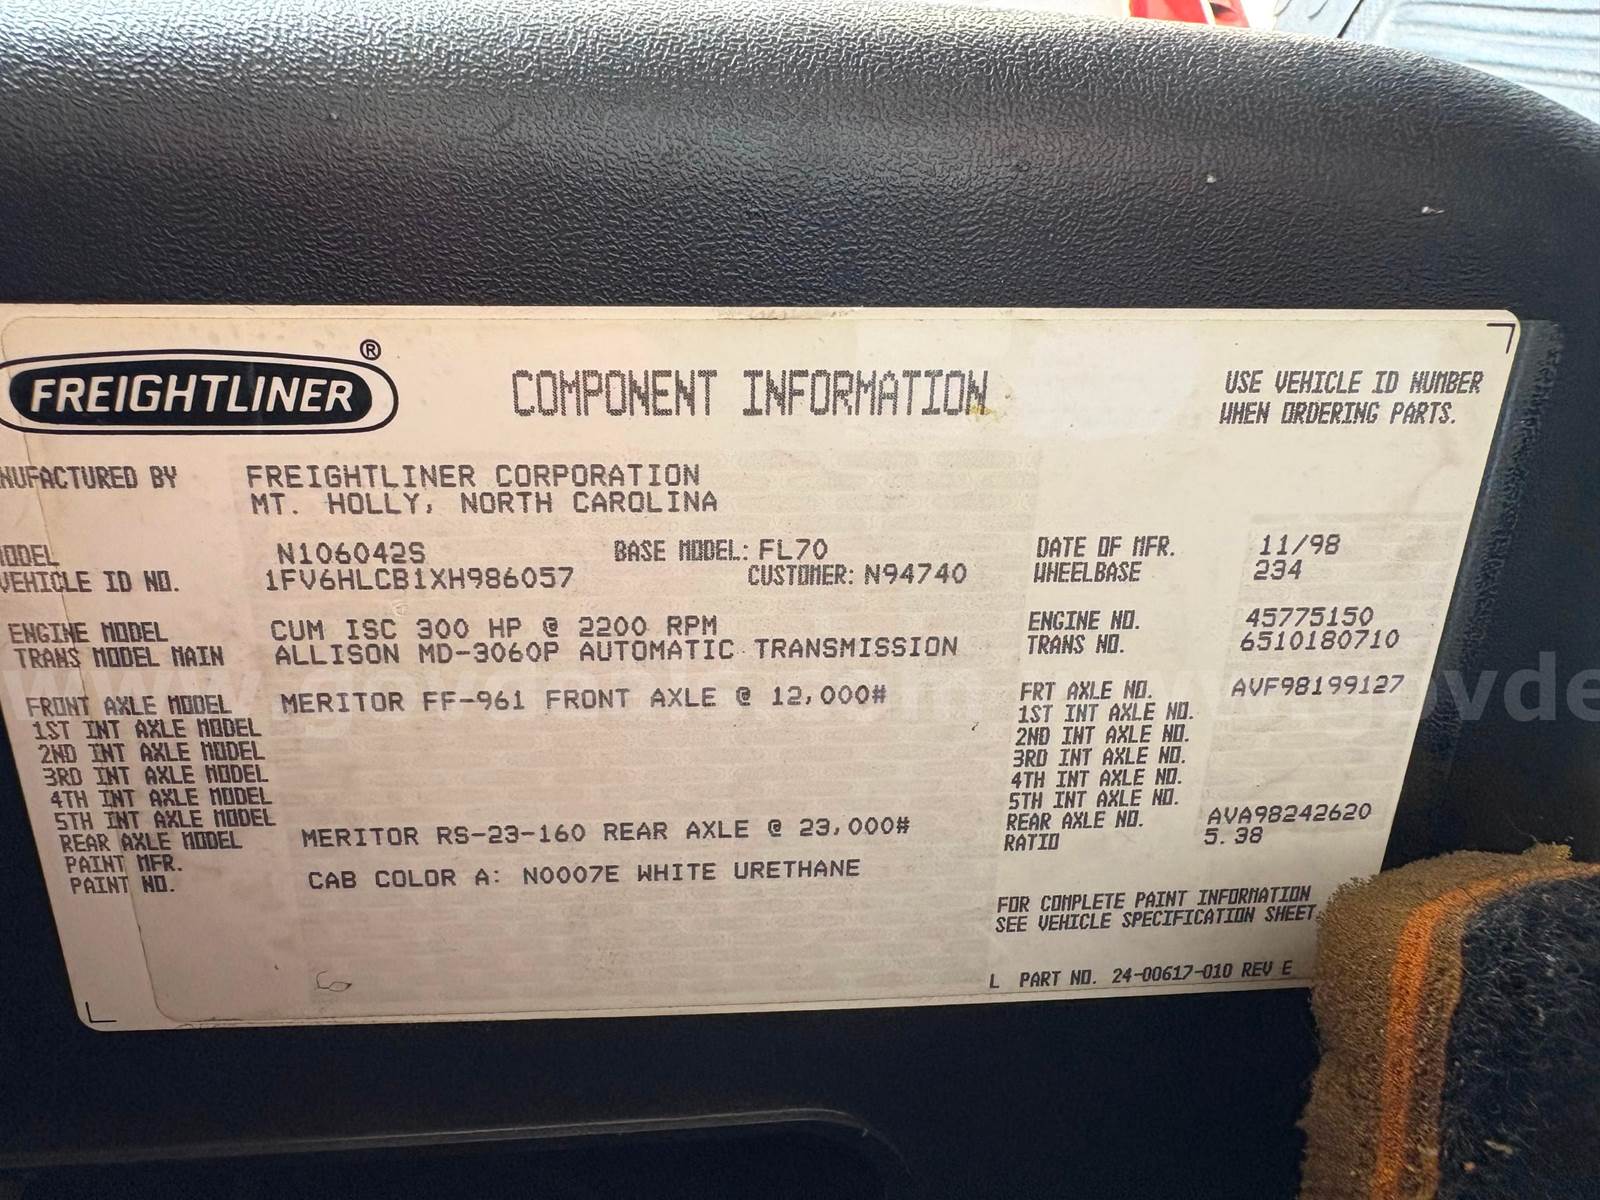 FREIGHTLINER ®
COMPONENT INFORMATION
USE VEHICLE ID NUMBER
WHEN ORDERING PARTS.
NUFACTURED BY FREIGHTLINER CORPORATION
MT. HOLLY, NORTH CAROLINA
MODEL N106042S BASE MODEL: FL70 DATE OF MFR. 11/98
VEHICLE ID NO. 1FV6HLCB1XH986057 CUSTOMER: N94740 WHEELBASE 234
ENGINE MODEL CUM ISC 300 HP @ 2200 RPM ENGINE NO. 45775150
TRANS MODEL MAIN ALLISON MD-3060P AUTOMATIC TRANSMISSION TRANS NO. 6510180710
FRONT AXLE MODEL MERITOR FF-961 FRONT AXLE @ 12,000# FRT AXLE NO. AVF98199127
1ST INT AXLE MODEL 1ST INT AXLE NO.
2ND INT AXLE MODEL 2ND INT AXLE NO.
3RD INT AXLE MODEL 3RD INT AXLE NO.
4TH INT AXLE MODEL 4TH INT AXLE NO.
5TH INT AXLE MODEL 5TH INT AXLE NO.
REAR AXLE MODEL MERITOR RS-23-160 REAR AXLE @ 23,000# REAR AXLE NO. AVA98242620
RATIO 5.38
PAINT MFR.
PAINT NO. CAB COLOR A: N0007E WHITE URETHANE
FOR COMPLETE PAINT INFORMATION
SEE VEHICLE SPECIFICATION SHEET
L PART NO. 24-00617-010 REV E